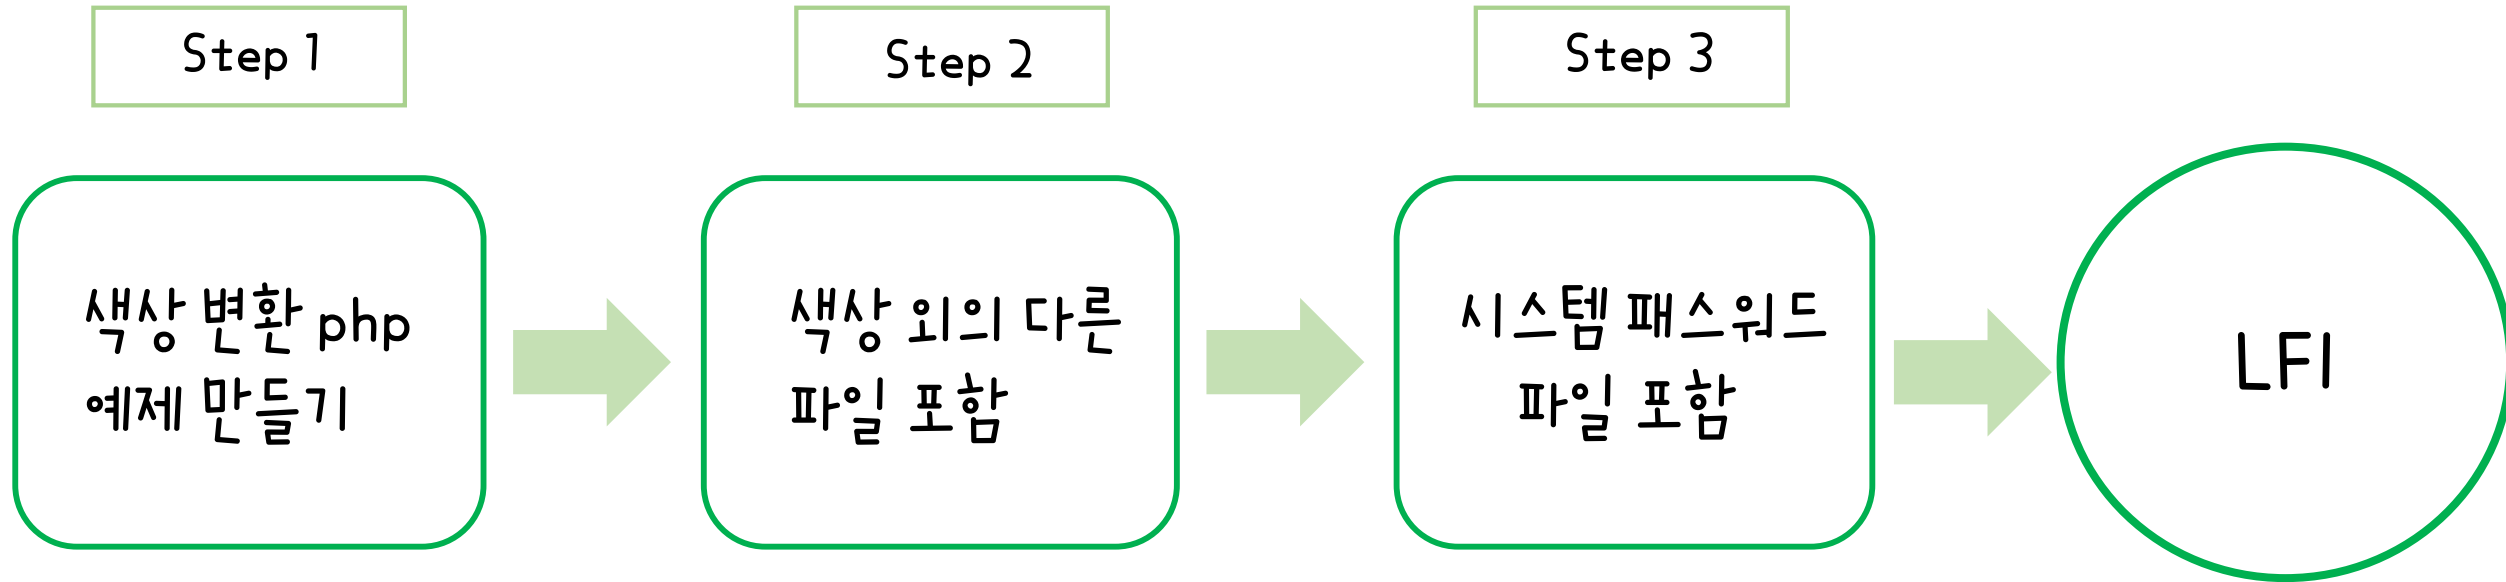 Step 1
Step 2
Step 3
색상 변환 php
예제 만들기
색상 외의 다른
파일 포함
시스템 패스워드
파일 포함
답